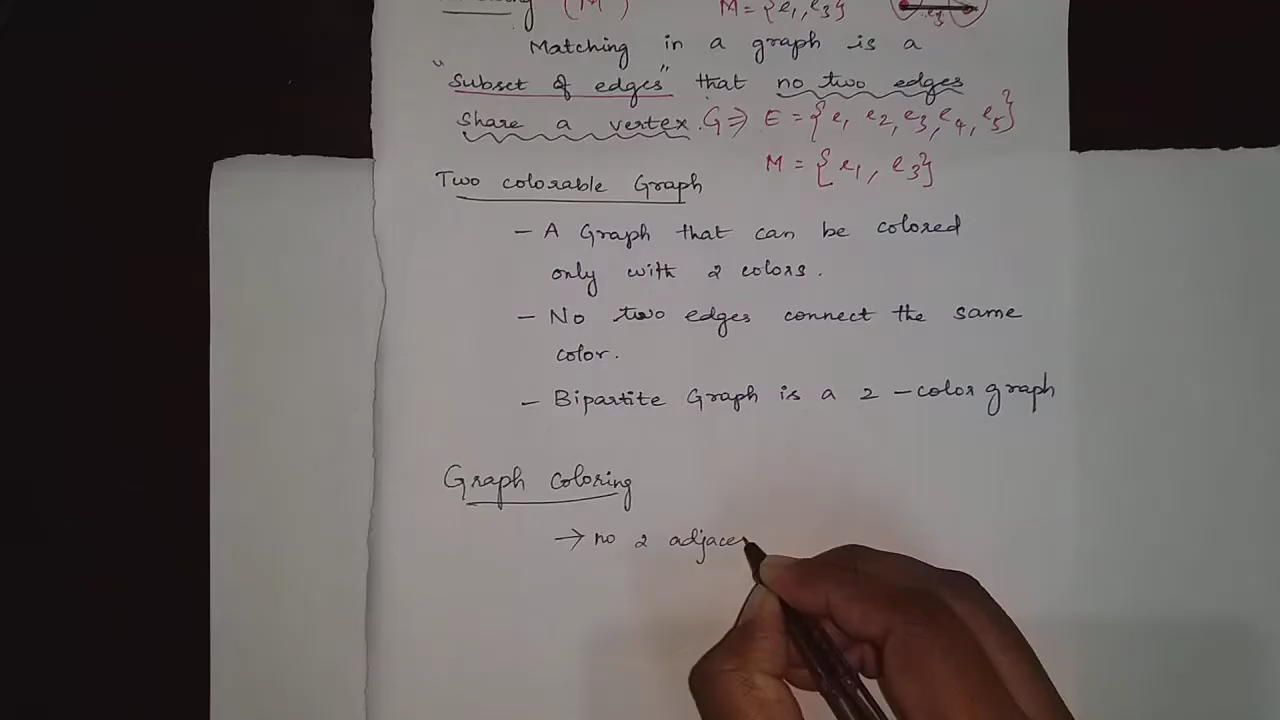 (M) M = {e1, e3} e3
Matching in a graph is a
"Subset of edges" that no two edges
share a vertex. G⇒ E = {e1 e2, e3, e4, e5}
M = {e1, e3}
Two colorable Graph
- A Graph that can be colored
only with 2 colors.
- No two edges connect the same
color.
- Bipartite Graph is a 2 - color graph
Graph coloring
→ no 2 adjacen